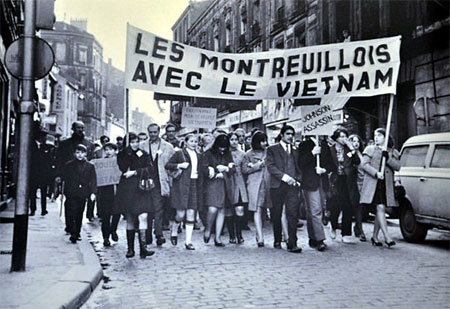 LES MONTREUILLOIS
AVEC LE VIETNAM
JOHNSON
ASSASSIN